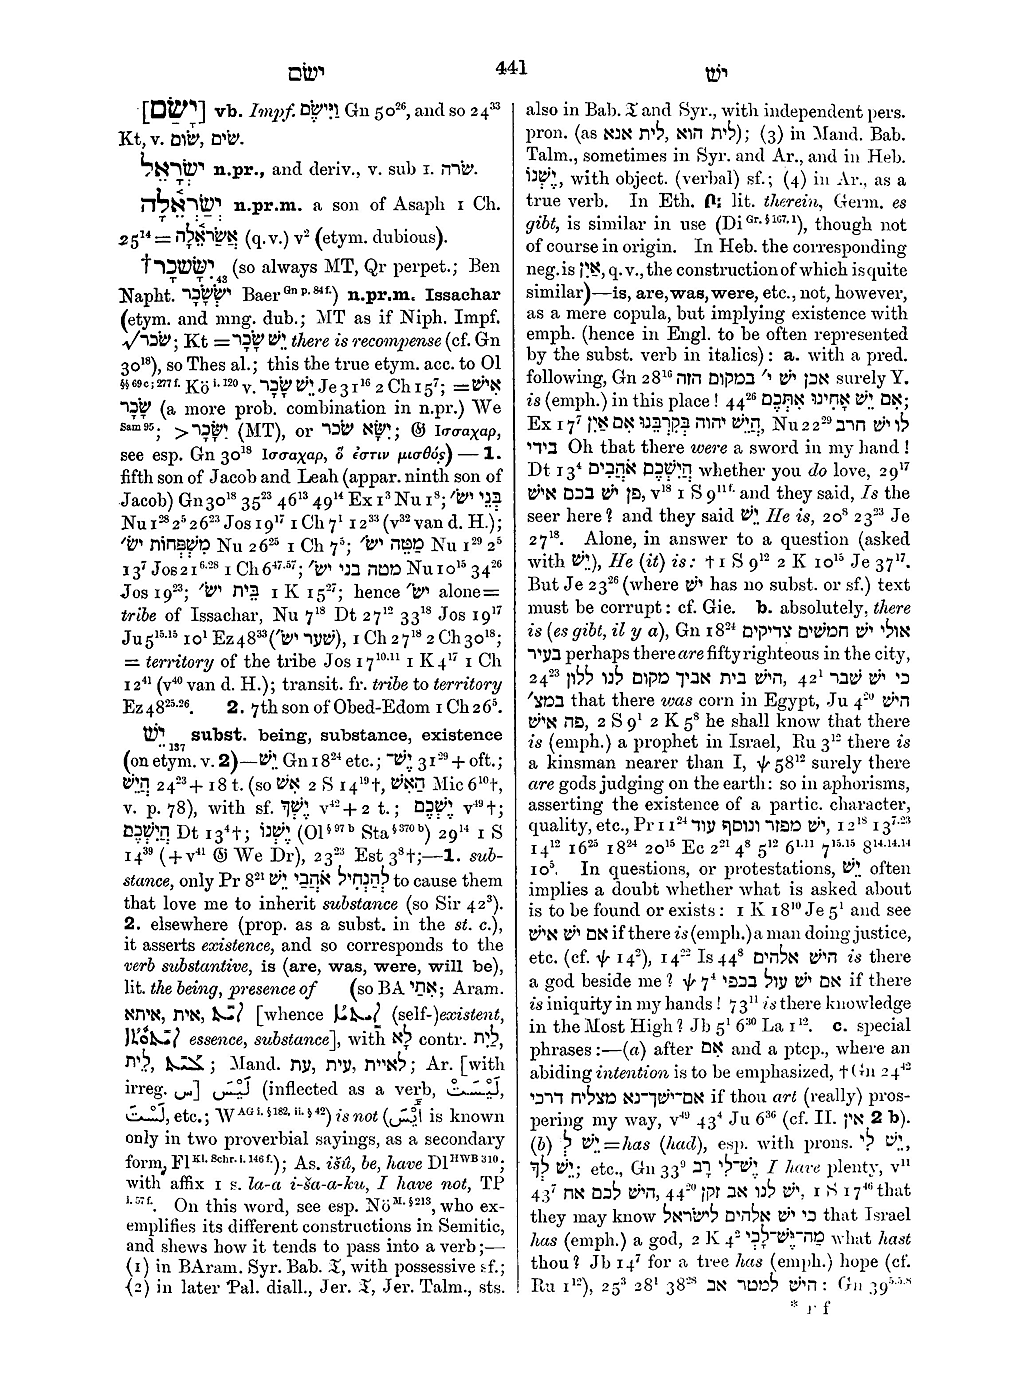 ישׂם
441
ישׁ
[יָשַׂם] vb. Impf. וַיִּישֶׂם Gn 50²⁶, and so 24³³
Kt, v. שׂוּם, שׂים.
יִשְׂרָאֵל n.pr., and deriv., v. sub I. שׂרה.
יְשַׂרְאֵ֫לָה n.pr.m. a son of Asaph 1 Ch.
25¹⁴ = אֲשַׂרְאֵ֫לָה (q.v.) v² (etym. dubious).
†יִשָּׂשכָר (so always MT, Qr perpet.; Ben
Napht. יִשְׂשָׂכָר Baer Gn p. 84 f.) n.pr.m. Issachar
(etym. and mng. dub.; MT as if Niph. Impf.
√שׂכר; Kt = יֵשׁ שָׂכָר there is recompense (cf. Gn
30¹⁸), so Thes al.; this the true etym. acc. to Ol
§§ 69 c; 277 f. Kö i. 120 v. יֵשׁ שָׂכָר Je 31¹⁶ 2 Ch 15⁷; = אִישׁ
שָׂכָר (a more prob. combination in n.pr.) We
Sam 95; > יִשָּׂכָר (MT), or יִשָּׂא שׂכר; 𝔊 Ισσαχαρ,
see esp. Gn 30¹⁸ Ισσαχαρ, ὅ ἐστιν μισθός) — 1.
fifth son of Jacob and Leah (appar. ninth son of
Jacob) Gn 30¹⁸ 35²³ 46¹³ 49¹⁴ Ex 1³ Nu 1⁸; בְּנֵי ישׂ׳
Nu 1²⁸ 2⁵ 26²³ Jos 19¹⁷ 1 Ch 7¹ 12³³ (v³² van d. H.);
מִשְׁפְּחוֹת ישׂ׳ Nu 26²⁵ 1 Ch 7⁵; מַטֵּה ישׂ׳ Nu 1²⁹ 2⁵
13⁷ Jos 21⁶·²⁸ 1 Ch 6⁴⁷·⁵⁷; מטה בני ישׂ׳ Nu 10¹⁵ 34²⁶
Jos 19²³; בֵּית ישׂ׳ 1 K 15²⁷; hence ישׂ׳ alone =
tribe of Issachar, Nu 7¹⁸ Dt 27¹² 33¹⁸ Jos 19¹⁷
Ju 5¹⁵·¹⁵ 10¹ Ez 48³³ (שׁער ישׂ׳), 1 Ch 27¹⁸ 2 Ch 30¹⁸;
= territory of the tribe Jos 17¹⁰·¹¹ 1 K 4¹⁷ 1 Ch
12⁴¹ (v⁴⁰ van d. H.); transit. fr. tribe to territory
Ez 48²⁵·²⁶. 2. 7th son of Obed-Edom 1 Ch 26⁵.
יֵשׁ 137 subst. being, substance, existence
(on etym. v. 2) — יֵשׁ Gn 18²⁴ etc.; יֶשׁ־ 31²⁹ + oft.;
הֲיֵשׁ 24²³ + 18 t. (so אִשׁ 2 S 14¹⁹†, הַאִשׁ Mic 6¹⁰†,
v. p. 78), with sf. יֶשְׁךָ v⁴² + 2 t.; יֶשְׁכֶם v⁴⁹†;
הֲיִשְׁכֶם Dt 13⁴†; יֶשְׁנוֹ (Ol § 97 b Sta § 370 b) 29¹⁴ 1 S
14³⁹ (+ v⁴¹ 𝔊 We Dr), 23²³ Est 3⁸†; — 1. sub-
stance, only Pr 8²¹ לְהַנְחִיל אֹהֲבַי יֵשׁ to cause them
that love me to inherit substance (so Sir 42³).
2. elsewhere (prop. as a subst. in the st. c.),
it asserts existence, and so corresponds to the
verb substantive, is (are, was, were, will be),
lit. the being, presence of (so BA אִתַי; Aram.
אית, איתא, ܐܝܬ [whence (self-)existent,
essence, substance], with לָא contr. לֵית,
לית, ; Mand. עת, עית, לאיית; Ar. [with
irreg. س] لَيْسَ (inflected as a verb,
لَسْتَ, etc.; W AG i. § 182, ii. § 42) is not (أَيْسَ is known
only in two proverbial sayings, as a secondary
form, Fl Kl. Schr. i. 146 f.); As. išû, be, have Dl HWB 310;
with affix 1 s. la-a i-ša-a-ku, I have not, TP
i. 57 f. On this word, see esp. Nö M. § 213, who ex-
emplifies its different constructions in Semitic,
and shews how it tends to pass into a verb; —
(1) in BAram. Syr. Bab. 𝔗, with possessive sf.;
(2) in later Pal. diall., Jer. 𝔗, Jer. Talm., sts.
also in Bab. 𝔗 and Syr., with independent pers.
pron. (as לית הוא, לית אנא); (3) in Mand. Bab.
Talm., sometimes in Syr. and Ar., and in Heb.
יֶשְׁנוֹ, with object. (verbal) sf.; (4) in Ar., as a
true verb. In Eth. ቦ፡ lit. therein, Germ. es
gibt, is similar in use (Di Gr. § 167, 1), though not
of course in origin. In Heb. the corresponding
neg. is אַיִן, q.v., the construction of which is quite
similar)—is, are, was, were, etc., not, however,
as a mere copula, but implying existence with
emph. (hence in Engl. to be often represented
by the subst. verb in italics): a. with a pred.
following, Gn 28¹⁶ אכן ישׁ י׳ במקום הזה surely Y.
is (emph.) in this place! 44²⁶ אִם יֵשׁ אָחִינוּ אִתְּכֶם;
Ex 17⁷ הֲיֵשׁ יהוה בְּקִרְבֵּנוּ אִם אָיִן, Nu 22²⁹ לו ישׁ חרב
בידי Oh that there were a sword in my hand!
Dt 13⁴ הֲיִשְׁכֶם אֹהֲבִים whether you do love, 29¹⁷
פן ישׁ בכם אישׁ, v¹⁸ 1 S 9¹¹ᶠ· and they said, Is the
seer here? and they said יֵשׁ He is, 20⁸ 23²³ Je
27¹⁸. Alone, in answer to a question (asked
with יֵשׁ), He (it) is: † 1 S 9¹² 2 K 10¹⁵ Je 37¹⁷.
But Je 23²⁶ (where יֵשׁ has no subst. or sf.) text
must be corrupt: cf. Gie. b. absolutely, there
is (es gibt, il y a), Gn 18²⁴ אולי ישׁ חמשׁים צדיקים
בעיר perhaps there are fifty righteous in the city,
24²³ הישׁ בית אביך מקום לנו ללון, 42¹ כי ישׁ שׁבר
במצ׳ that there was corn in Egypt, Ju 4²⁰ הישׁ
פה אישׁ, 2 S 9¹ 2 K 5⁸ he shall know that there
is (emph.) a prophet in Israel, Ru 3¹² there is
a kinsman nearer than I, ψ 58¹² surely there
are gods judging on the earth: so in aphorisms,
asserting the existence of a partic. character,
quality, etc., Pr 11²⁴ ישׁ מפזר ונוסף עוד, 12¹⁸ 13⁷·²³
14¹² 16²⁵ 18²⁴ 20¹⁵ Ec 2²¹ 4⁸ 5¹² 6¹·¹¹ 7¹⁵·¹⁵ 8¹⁴·¹⁴·¹⁴
10⁵. In questions, or protestations, יֵשׁ often
implies a doubt whether what is asked about
is to be found or exists: 1 K 18¹⁰ Je 5¹ and see
אם ישׁ אישׁ if there is (emph.) a man doing justice,
etc. (cf. ψ 14²), 14²² Is 44⁸ הישׁ אלהים is there
a god beside me? ψ 7⁴ אם ישׁ עול בכפי if there
is iniquity in my hands! 73¹¹ is there knowledge
in the Most High? Jb 5¹ 6³⁰ La 1¹². c. special
phrases:—(a) after אִם and a ptcp., where an
abiding intention is to be emphasized, † Gn 24⁴²
אם־ישׁך־נא מצליח דרכי if thou art (really) pros-
pering my way, v⁴⁹ 43⁴ Ju 6³⁶ (cf. II. אין 2 b).
(b) יֵשׁ לְ = has (had), esp. with prons. יֵשׁ לִי,
יֵשׁ לְךָ; etc., Gn 33⁹ יֶשׁ־לִי רָב I have plenty, v¹¹
43⁷ הישׁ לכם אח, 44²⁰ ישׁ לנו אב זקן, 1 S 17⁴⁶ that
they may know כי ישׁ אלהים לישׂראל that Israel
has (emph.) a god, 2 K 4² מַה־יֶּשׁ־לָכִי what hast
thou? Jb 14⁷ for a tree has (emph.) hope (cf.
Ru 1¹²), 25³ 28¹ 38²⁸ הישׁ למטר אב: Gn 39⁵·⁵·⁸
* F f